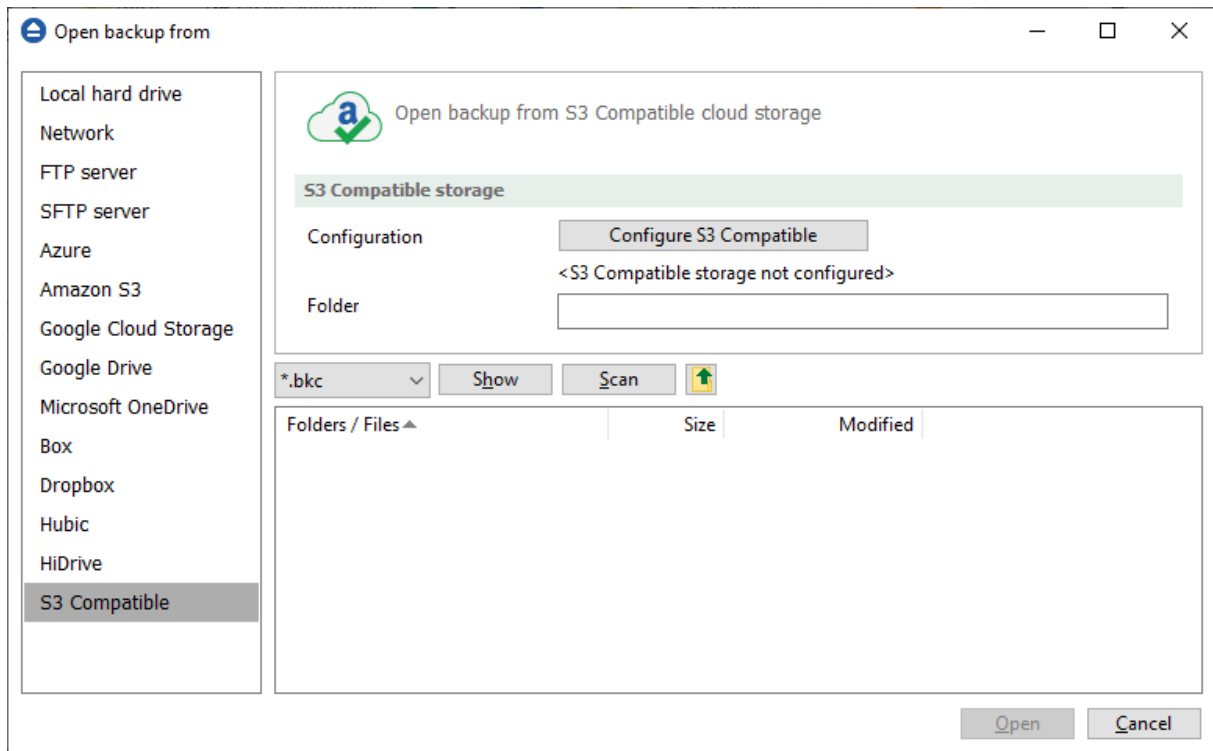 Open backup from
Local hard drive
Network
FTP server
SFTP server
Azure
Amazon S3
Google Cloud Storage
Google Drive
Microsoft OneDrive
Box
Dropbox
Hubic
HiDrive
S3 Compatible
a
Open backup from S3 Compatible cloud storage
S3 Compatible storage
Configuration
Configure S3 Compatible
<S3 Compatible storage not configured>
Folder
*.bkc
Show
Scan
Folders / Files
Size
Modified
Open
Cancel